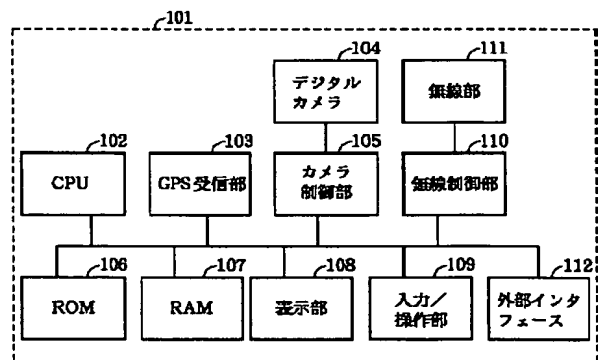 101
104
111
デジタル
カメラ
無線部
102
103
105
110
CPU
GPS受信部
カメラ
制御部
無線制御部
106
107
108
109
112
ROM
RAM
表示部
入力/
操作部
外部インタ
フェース